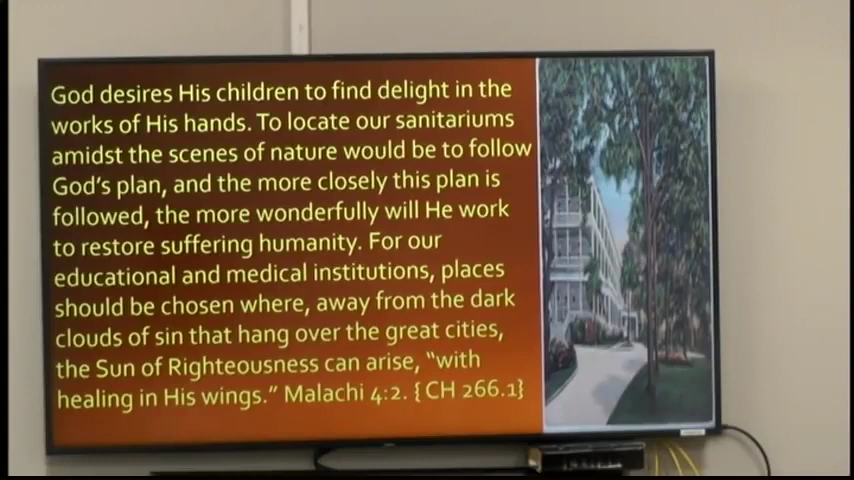 God desires His children to find delight in the
works of His hands. To locate our sanitariums
amidst the scenes of nature would be to follow
God's plan, and the more closely this plan is
followed, the more wonderfully will He work
to restore suffering humanity. For our
educational and medical institutions, places
should be chosen where, away from the dark
clouds of sin that hang over the great cities,
the Sun of Righteousness can arise, "with
healing in His wings." Malachi 4:2. { CH 266.1}